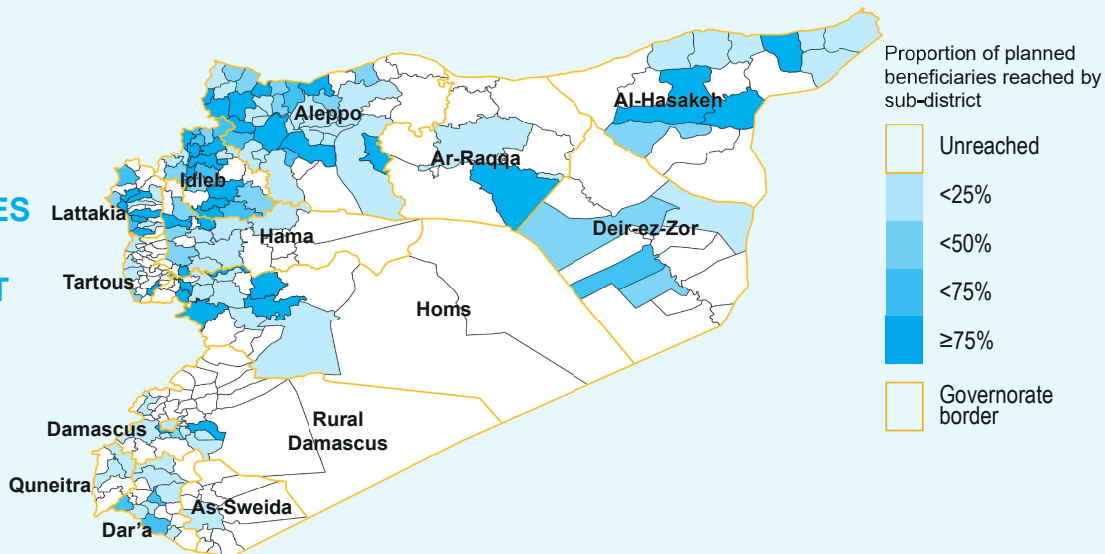 ES
T
Aleppo
Al-Hasakeh
Idleb
Ar-Raqqa
Lattakia
Hama
Deir-ez-Zor
Tartous
Homs
Damascus
Rural
Damascus
Quneitra
As-Sweida
Dar'a
Proportion of planned
beneficiaries reached by
sub-district
Unreached
<25%
<50%
<75%
≥75%
Governorate
border